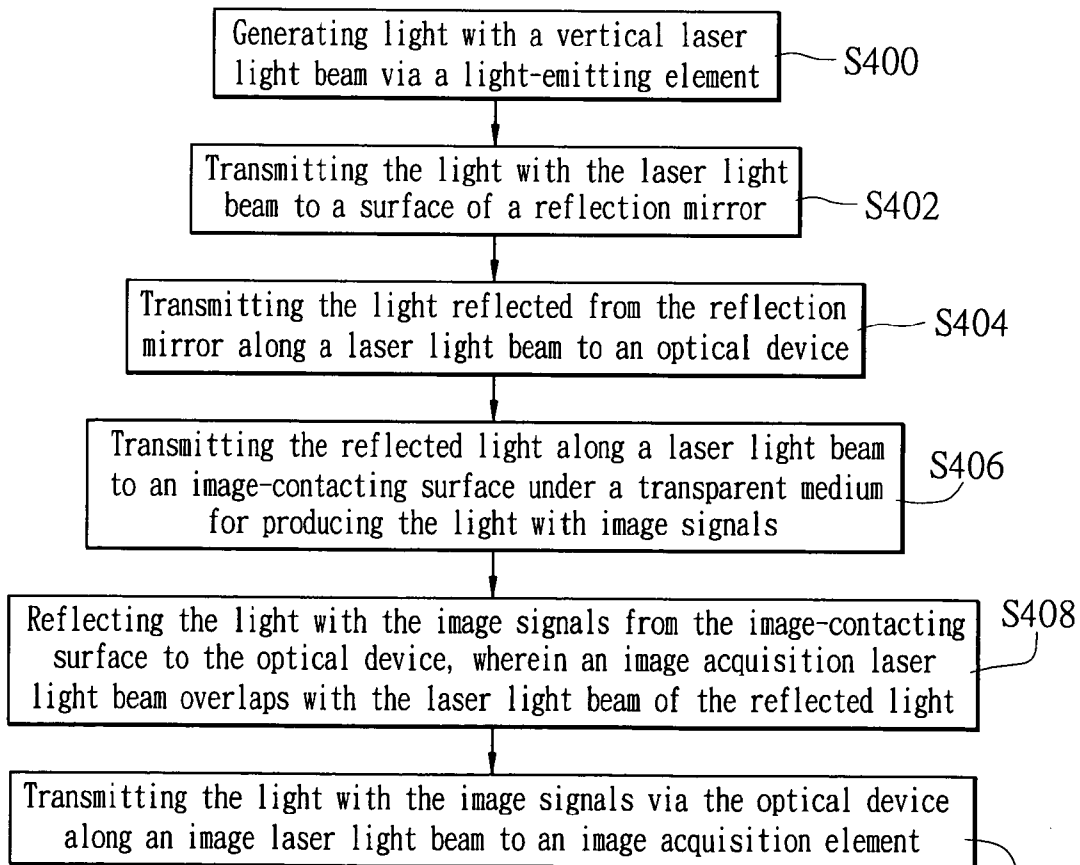 Generating light with a vertical laser
light beam via a light-emitting element
S400
Transmitting the light with the laser light
beam to a surface of a reflection mirror
S402
Transmitting the light reflected from the reflection
mirror along a laser light beam to an optical device
S404
Transmitting the reflected light along a laser light beam
to an image-contacting surface under a transparent medium
for producing the light with image signals
S406
Reflecting the light with the image signals from the image-contacting
surface to the optical device, wherein an image acquisition laser
light beam overlaps with the laser light beam of the reflected light
S408
Transmitting the light with the image signals via the optical device
along an image laser light beam to an image acquisition element